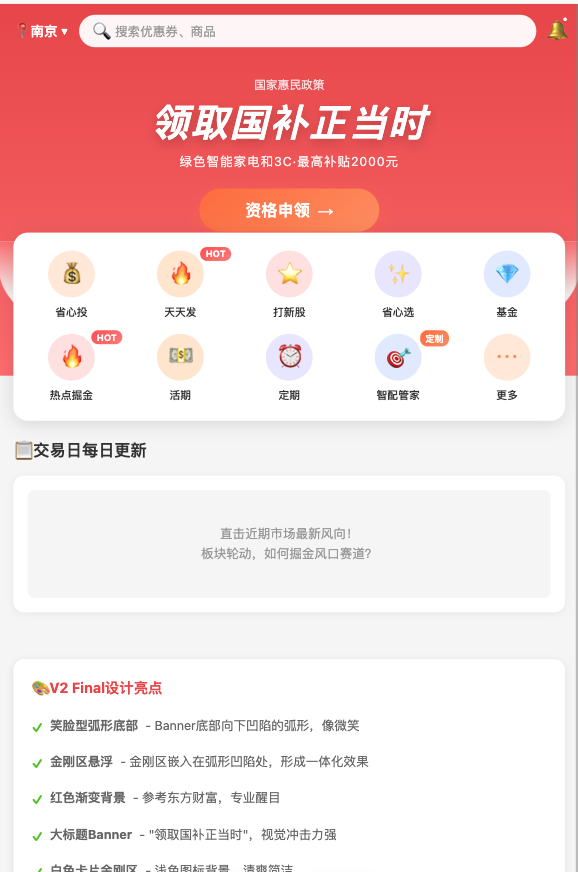 南京 ▾
搜索优惠券、商品
国家惠民政策
领取国补正当时
绿色智能家电和3C·最高补贴2000元
资格申领 →
HOT
省心投
天天发
打新股
省心选
基金
HOT
定制
热点掘金
活期
定期
智配管家
更多
交易日每日更新
直击近期市场最新风向!
板块轮动，如何掘金风口赛道?
V2 Final设计亮点
笑脸型弧形底部 - Banner底部向下凹陷的弧形，像微笑
金刚区悬浮 - 金刚区嵌入在弧形凹陷处，形成一体化效果
红色渐变背景 - 参考东方财富，专业醒目
大标题Banner - "领取国补正当时"，视觉冲击力强
白色卡片金刚区 - 浅色图标背景，清爽简洁